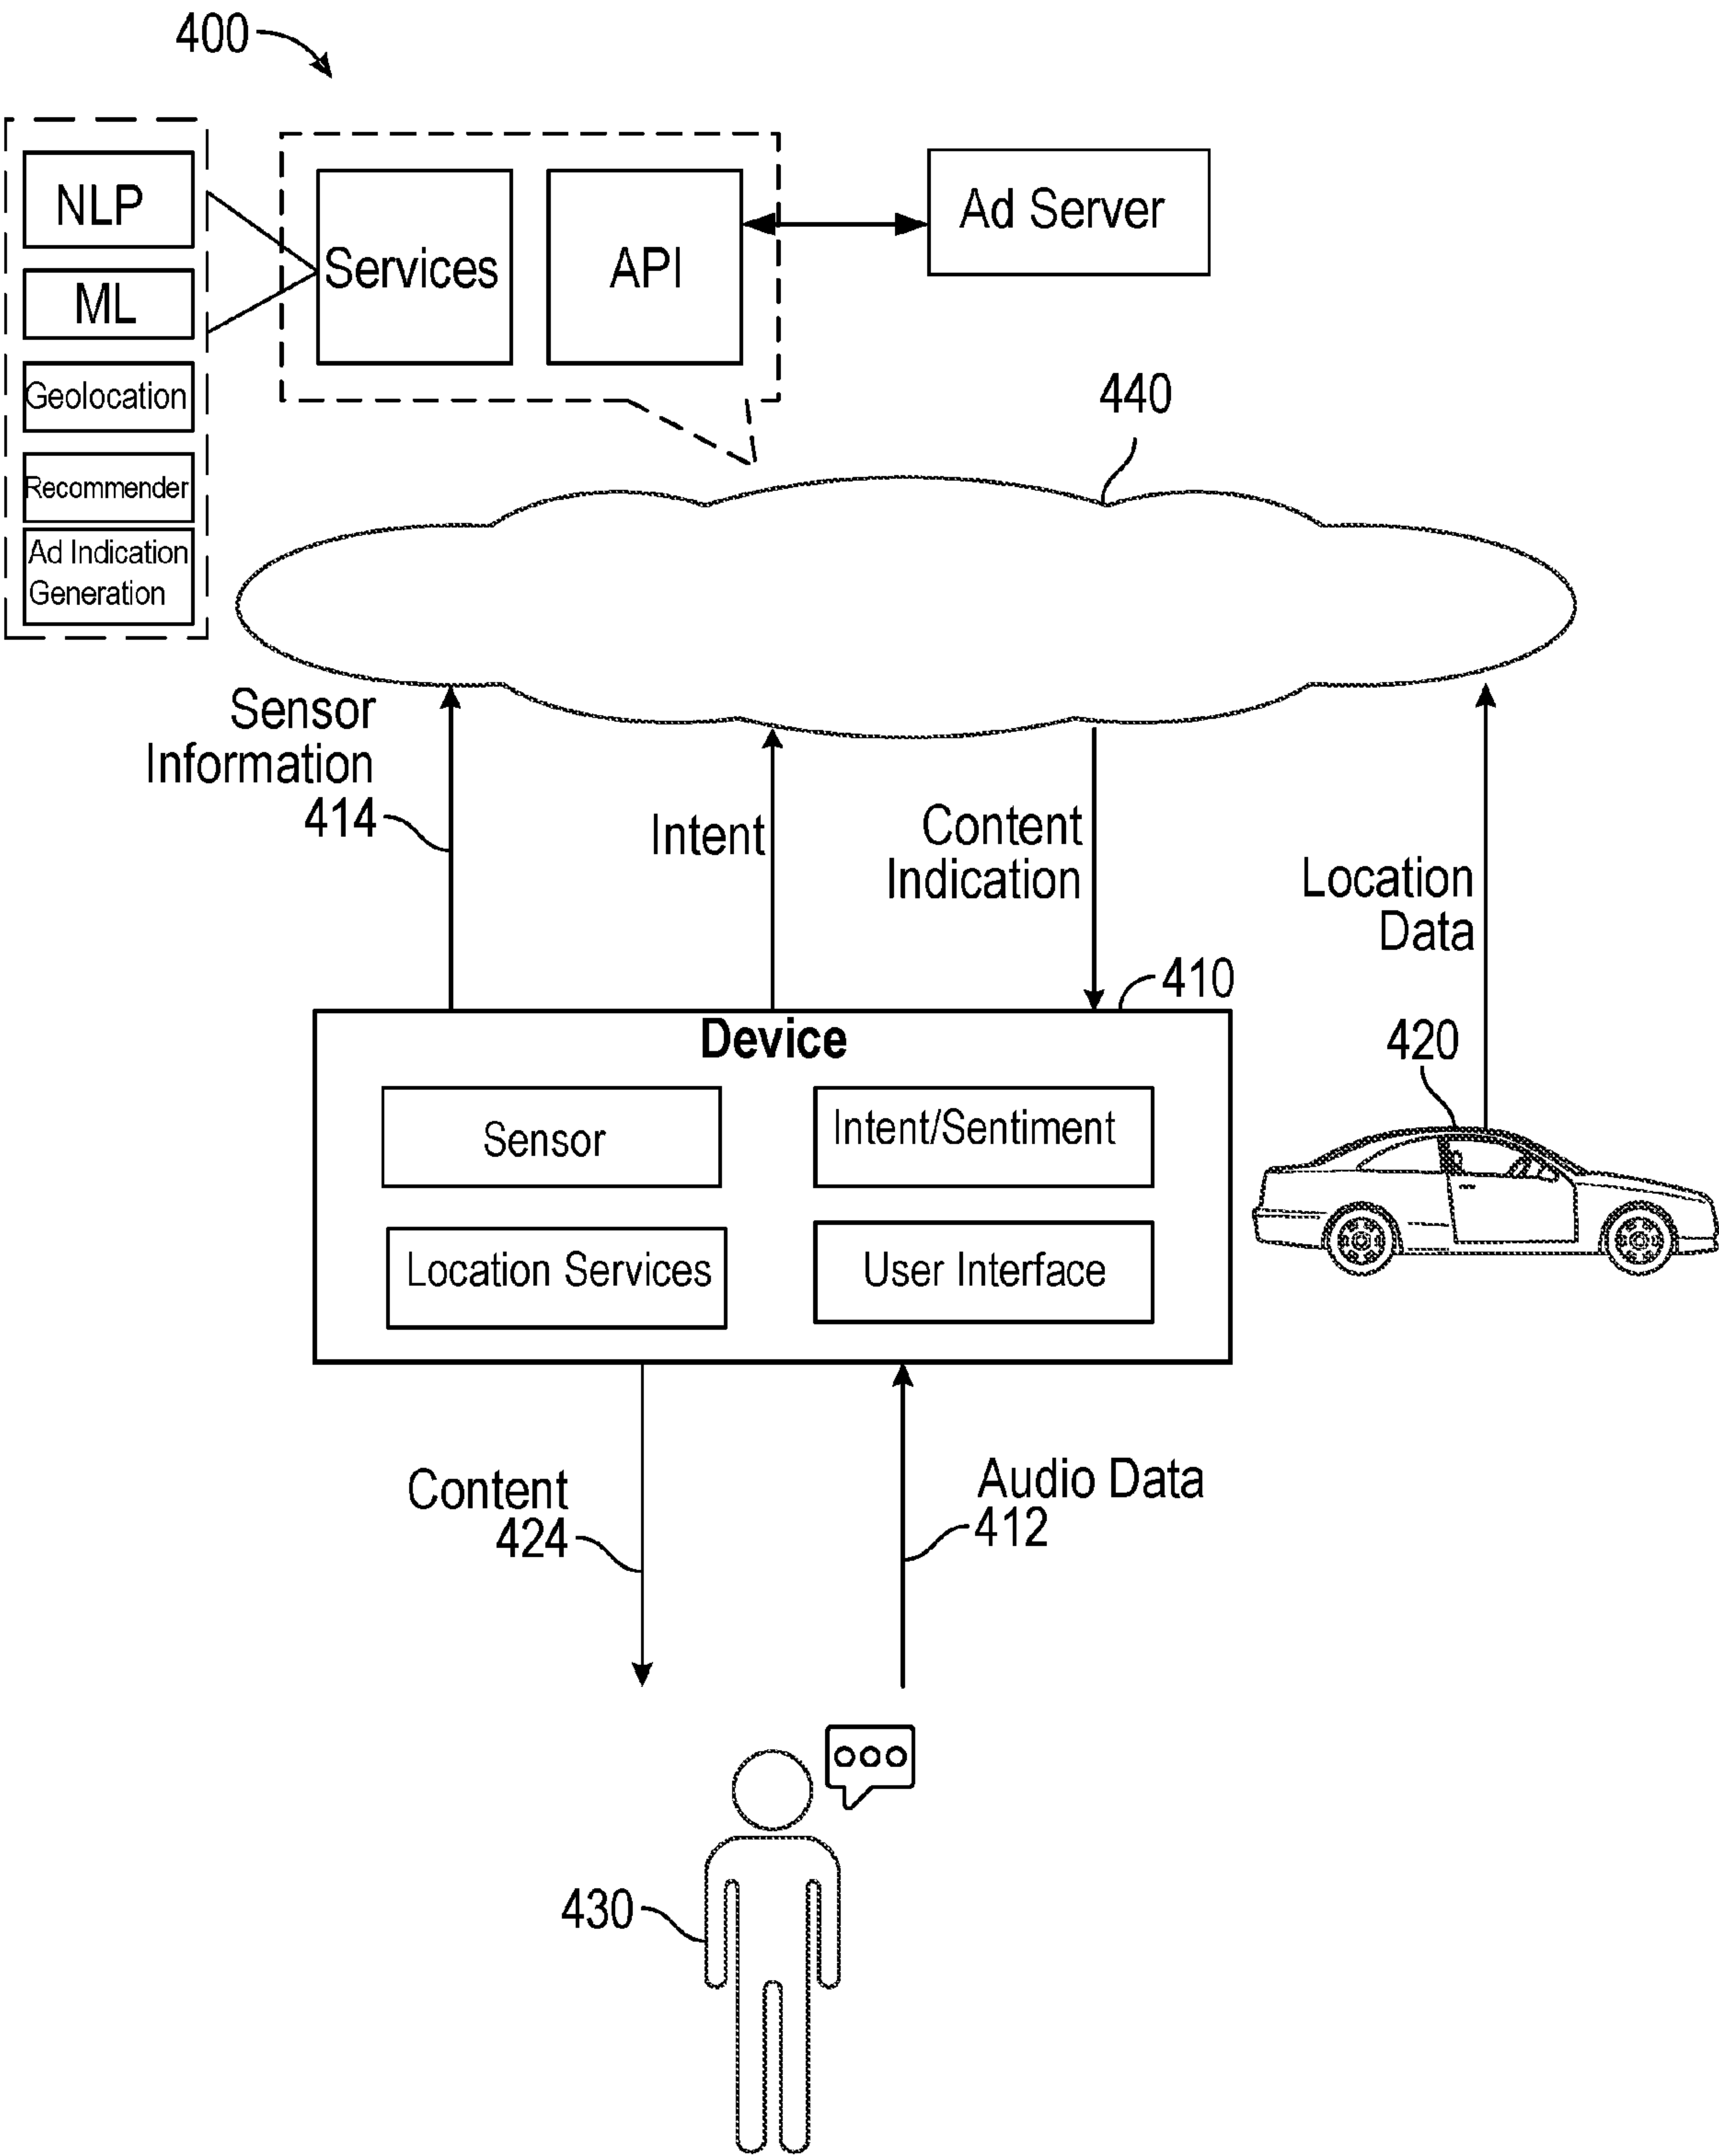 400
NLP
ML
Geolocation
Recommender
Ad Indication
Generation
Services
API
Ad Server
440
Sensor
Information
414
Intent
Content
Indication
Location
Data
410
420
Device
Sensor
Intent/Sentiment
Location Services
User Interface
Content
424
Audio Data
412
430